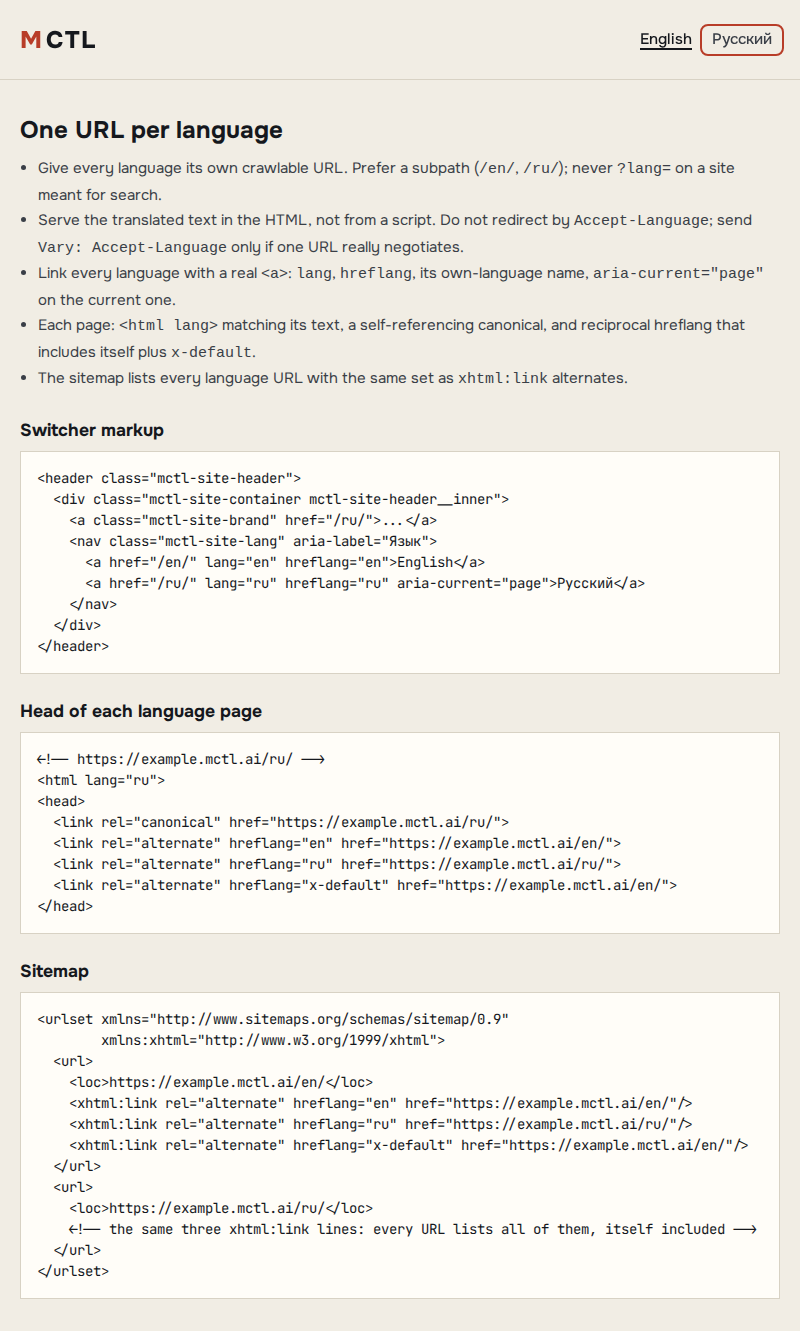 M CTL
English Русский
One URL per language
• Give every language its own crawlable URL. Prefer a subpath (/en/, /ru/); never ?lang= on a site
meant for search.
• Serve the translated text in the HTML, not from a script. Do not redirect by Accept-Language; send
Vary: Accept-Language only if one URL really negotiates.
• Link every language with a real <a>: lang, hreflang, its own-language name, aria-current="page"
on the current one.
• Each page: <html lang> matching its text, a self-referencing canonical, and reciprocal hreflang that
includes itself plus x-default.
• The sitemap lists every language URL with the same set as xhtml:link alternates.
Switcher markup
<header class="mctl-site-header">
  <div class="mctl-site-container mctl-site-header__inner">
    <a class="mctl-site-brand" href="/ru/">...</a>
    <nav class="mctl-site-lang" aria-label="Язык">
      <a href="/en/" lang="en" hreflang="en">English</a>
      <a href="/ru/" lang="ru" hreflang="ru" aria-current="page">Русский</a>
    </nav>
  </div>
</header>
Head of each language page
<!-- https://example.mctl.ai/ru/ -->
<html lang="ru">
<head>
  <link rel="canonical" href="https://example.mctl.ai/ru/">
  <link rel="alternate" hreflang="en" href="https://example.mctl.ai/en/">
  <link rel="alternate" hreflang="ru" href="https://example.mctl.ai/ru/">
  <link rel="alternate" hreflang="x-default" href="https://example.mctl.ai/en/">
</head>
Sitemap
<urlset xmlns="http://www.sitemaps.org/schemas/sitemap/0.9"
        xmlns:xhtml="http://www.w3.org/1999/xhtml">
  <url>
    <loc>https://example.mctl.ai/en/</loc>
    <xhtml:link rel="alternate" hreflang="en" href="https://example.mctl.ai/en/"/>
    <xhtml:link rel="alternate" hreflang="ru" href="https://example.mctl.ai/ru/"/>
    <xhtml:link rel="alternate" hreflang="x-default" href="https://example.mctl.ai/en/"/>
  </url>
  <url>
    <loc>https://example.mctl.ai/ru/</loc>
    <!-- the same three xhtml:link lines: every URL lists all of them, itself included -->
  </url>
</urlset>